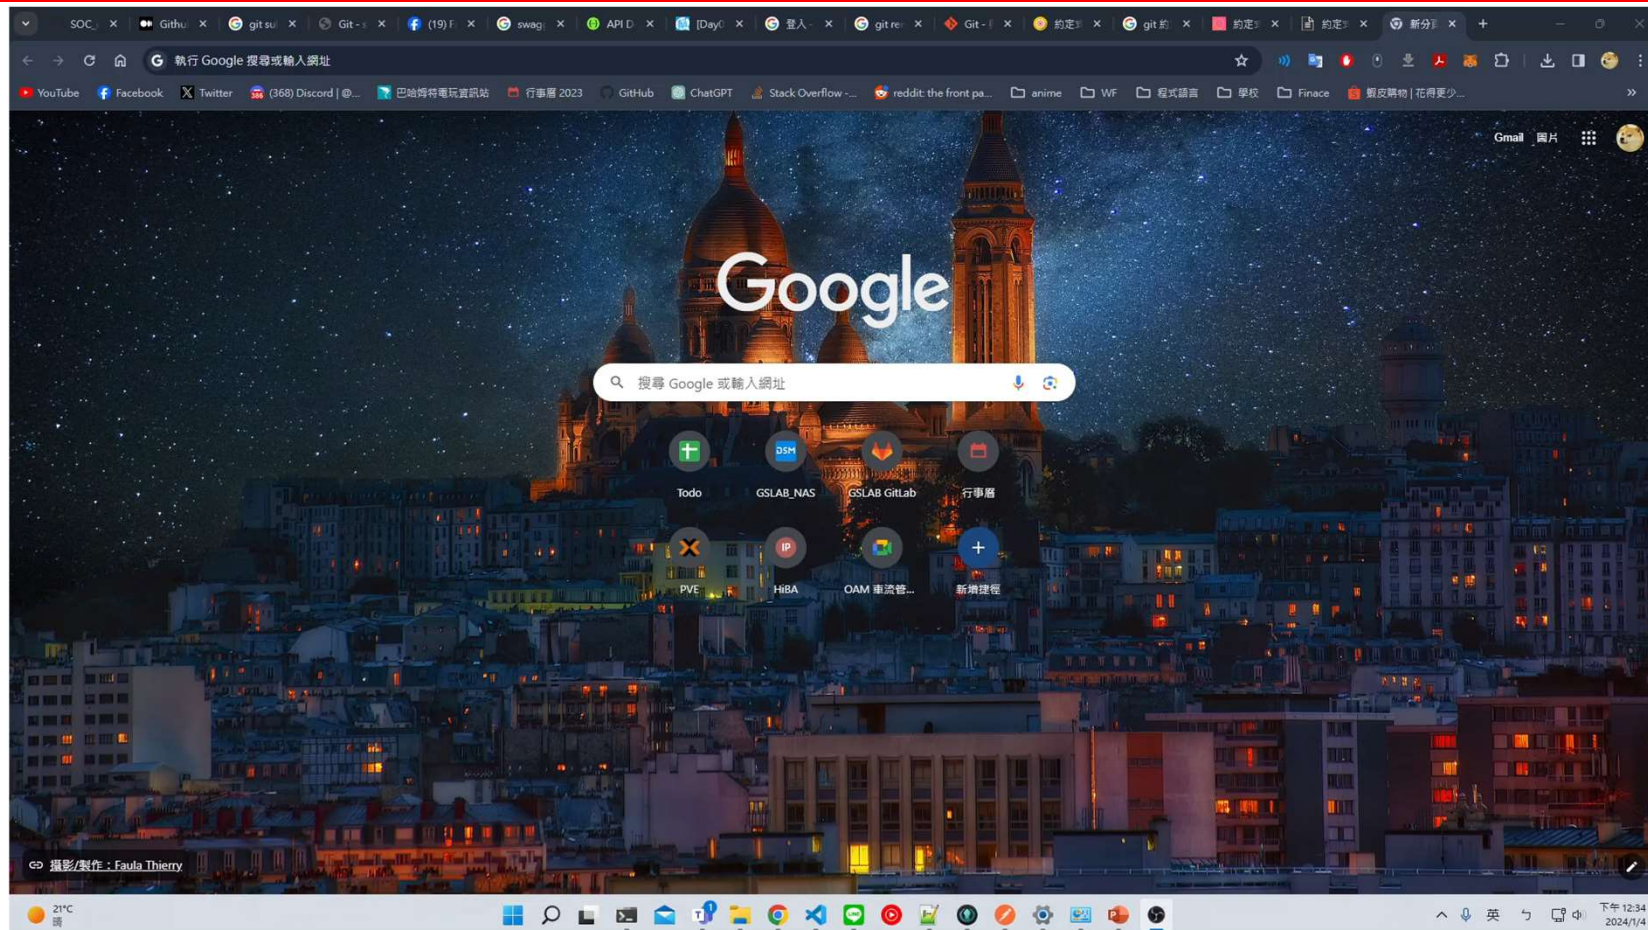 SOC_
Githu
git sul
Git - s
(19) F
swag
API D
[Day0
登入 -
git re
Git -
約定
git 約
約定
約定
新分頁
執行 Google 搜尋或輸入網址
YouTube
Facebook
Twitter
(368) Discord | @...
巴哈姆特電玩資訊站
行事曆 2023
GitHub
ChatGPT
Stack Overflow -...
reddit: the front pa...
anime
WF
程式語言
學校
Finace
蝦皮購物 | 花得更少...
Gmail
圖片
Google
搜尋 Google 或輸入網址
DSM
Todo
GSLAB_NAS
GSLAB GitLab
行事曆
IP
PVE
HiBA
OAM 車流管...
新增捷徑
攝影/製作：Faula Thierry
21°C
晴
英
ㄅ
下午 12:34
2024/1/4